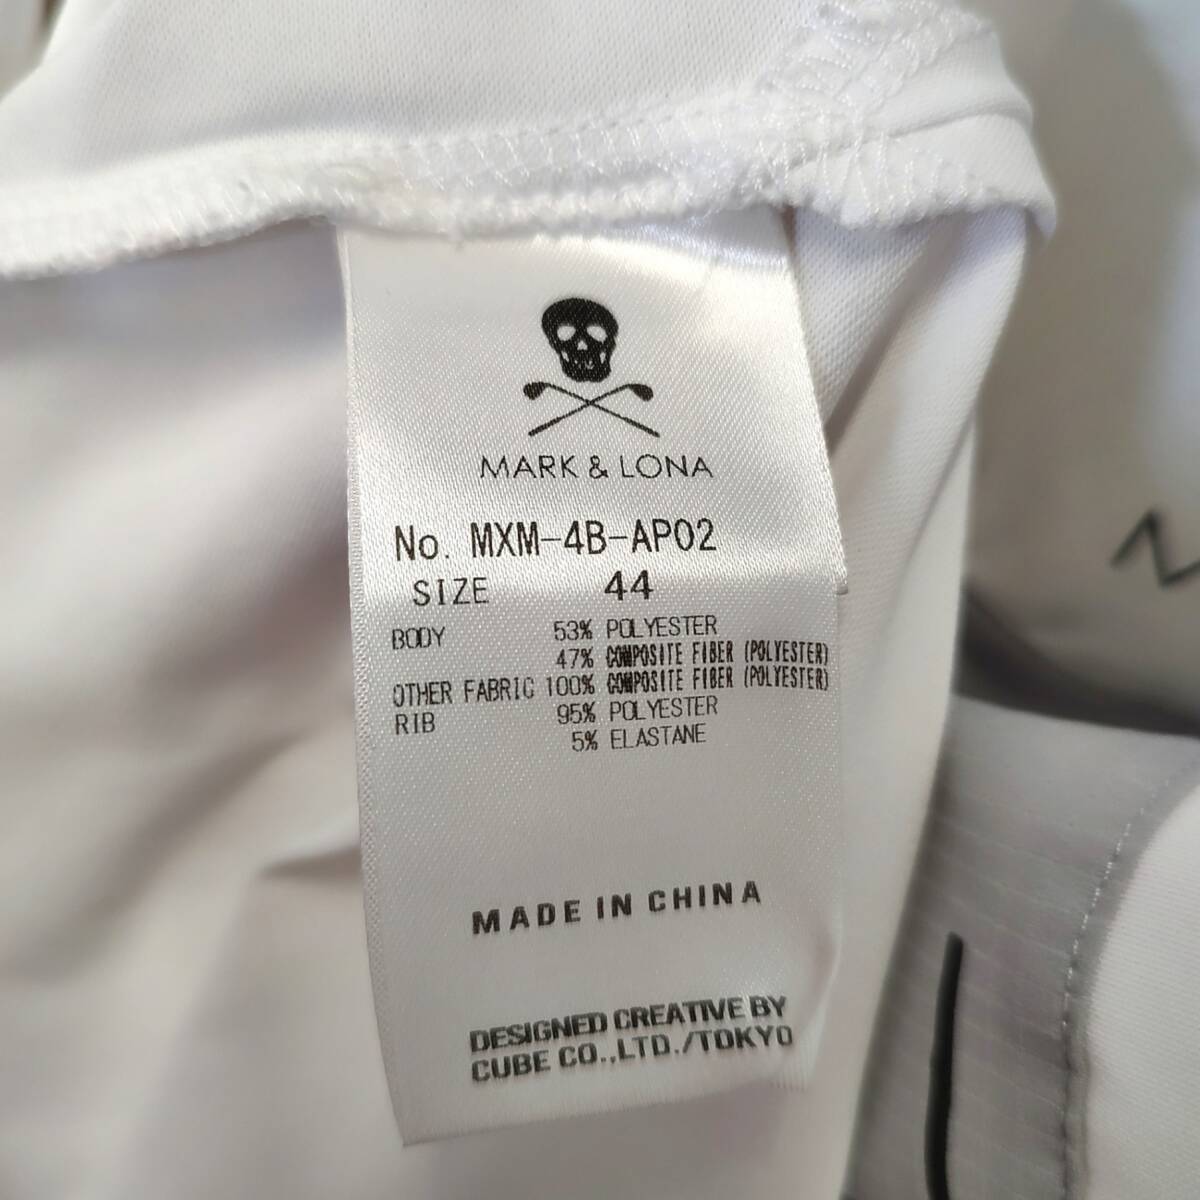 MARK & LONA
No. MXM-4B-AP02
SIZE 44
BODY 53% POLYESTER
47% COMPOSITE FIBER (POLYESTER)
OTHER FABRIC 100% COMPOSITE FIBER (POLYESTER)
RIB 95% POLYESTER
5% ELASTANE
MADE IN CHINA
DESIGNED CREATIVE BY
CUBE CO.,LTD./TOKYO